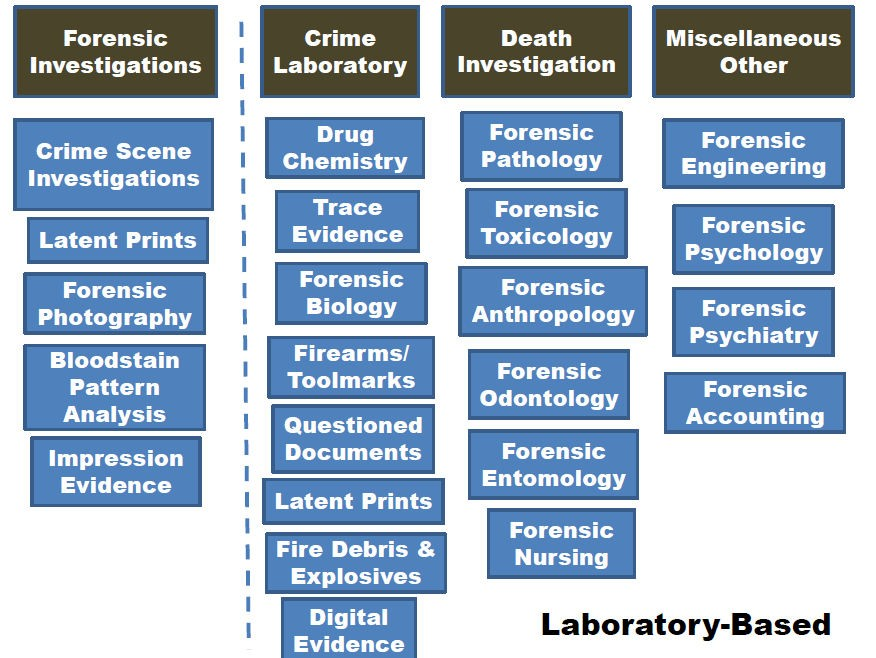 Forensic
Investigations
Crime Scene
Investigations
Latent Prints
Forensic
Photography
Bloodstain
Pattern
Analysis
Impression
Evidence
Crime
Laboratory
Drug
Chemistry
Trace
Evidence
Forensic
Biology
Firearms/
Toolmarks
Questioned
Documents
Latent Prints
Fire Debris &
Explosives
Digital
Evidence
Death
Investigation
Forensic
Pathology
Forensic
Toxicology
Forensic
Anthropology
Forensic
Odontology
Forensic
Entomology
Forensic
Nursing
Miscellaneous
Other
Forensic
Engineering
Forensic
Psychology
Forensic
Psychiatry
Forensic
Accounting
Laboratory-Based